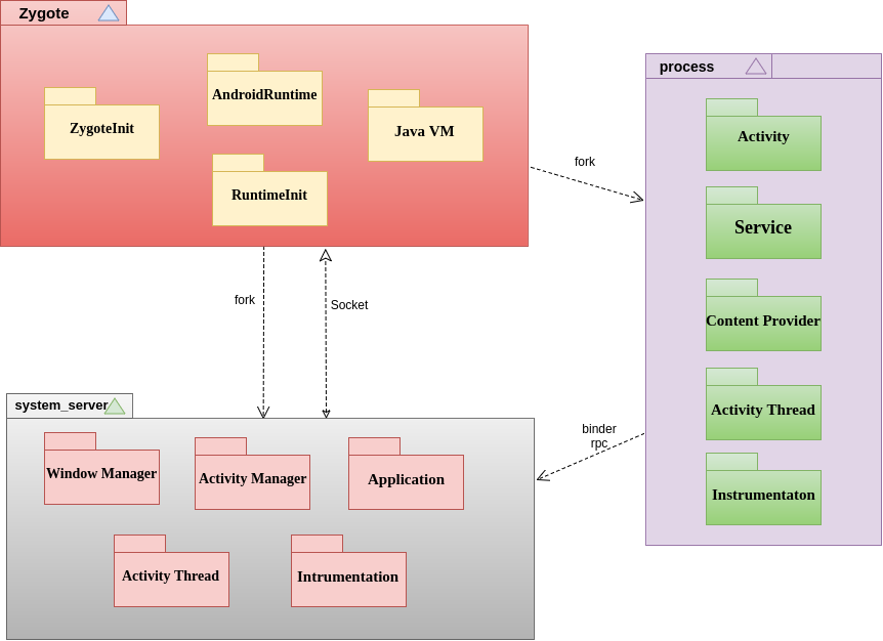 Zygote
ZygoteInit
AndroidRuntime
Java VM
RuntimeInit
fork
Socket
fork
process
Activity
Service
Content Provider
Activity Thread
Instrumentaton
binder
rpc
system_server
Window Manager
Activity Manager
Application
Activity Thread
Intrumentation